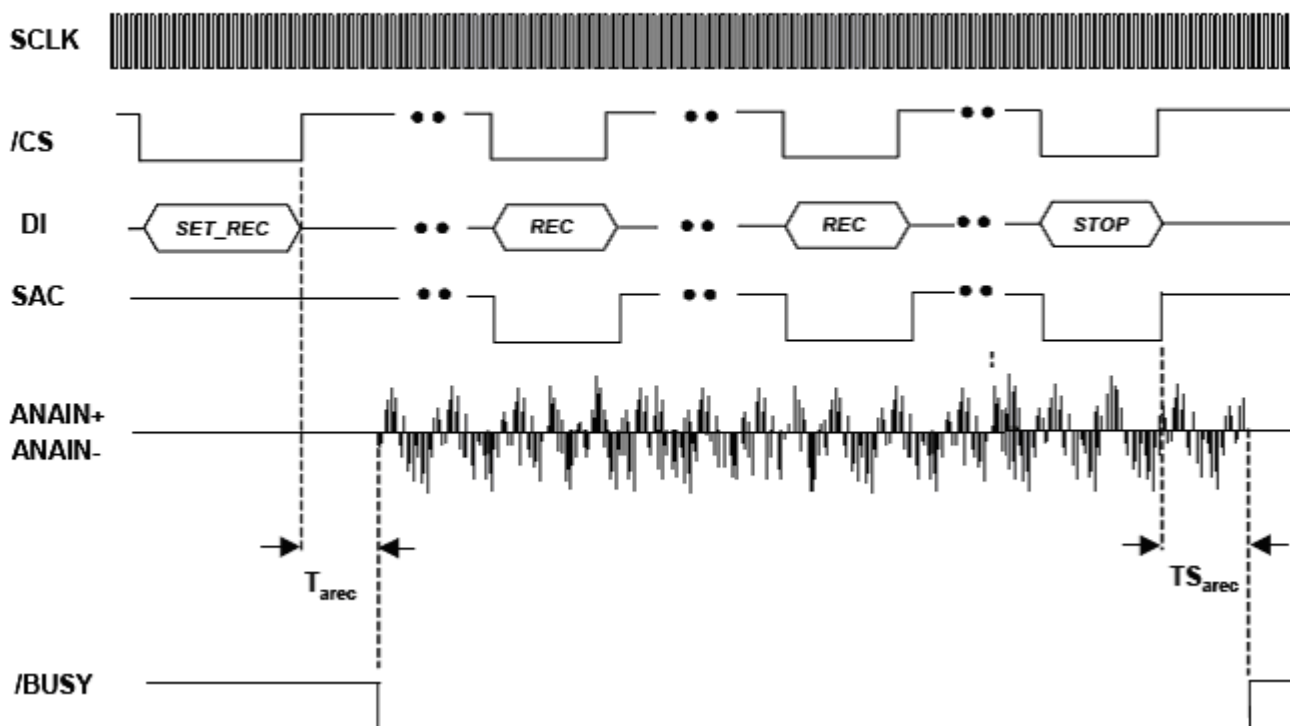 SCLK
/CS
DI
SET_REC
REC
REC
STOP
SAC
ANAIN+
ANAIN-
Tarec
TSarec
/BUSY